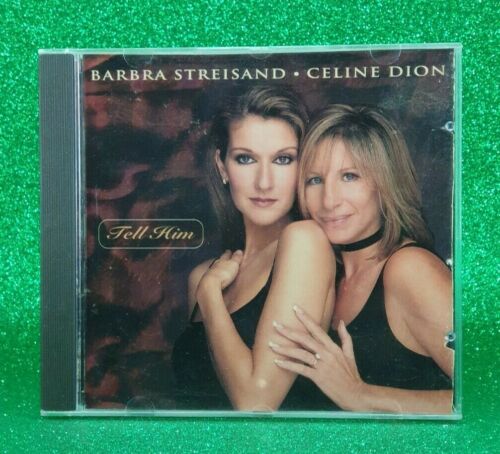 BARBRA STREISAND • CELINE DION
Tell Him